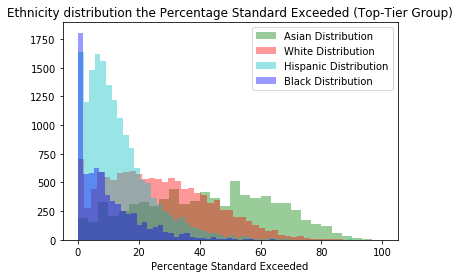 Ethnicity distribution the Percentage Standard Exceeded (Top-Tier Group)
Asian Distribution
White Distribution
Hispanic Distribution
Black Distribution
1750
1500
1250
1000
750
500
250
0
0 20 40 60 80 100
Percentage Standard Exceeded